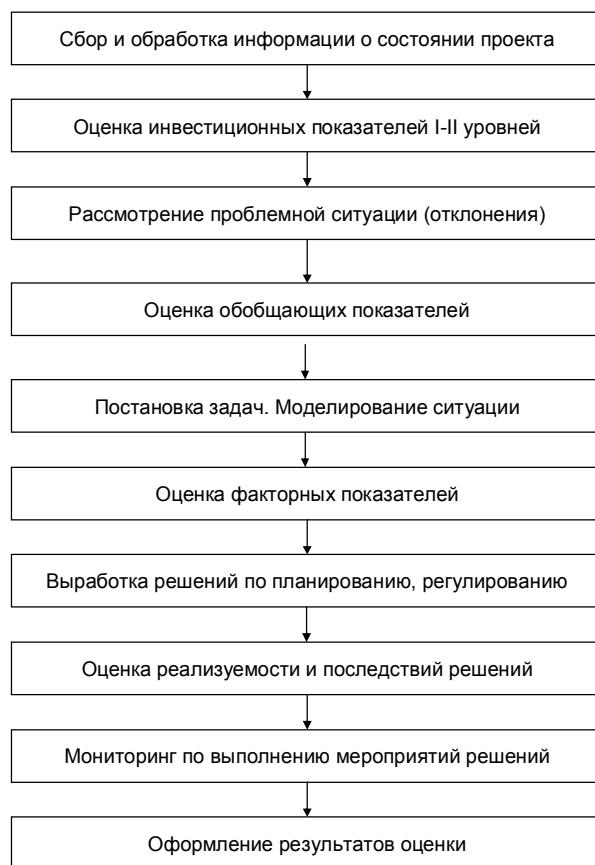 Сбор и обработка информации о состоянии проекта
Оценка инвестиционных показателей I-II уровней
Рассмотрение проблемной ситуации (отклонения)
Оценка обобщающих показателей
Постановка задач. Моделирование ситуации
Оценка факторных показателей
Выработка решений по планированию, регулированию
Оценка реализуемости и последствий решений
Мониторинг по выполнению мероприятий решений
Оформление результатов оценки